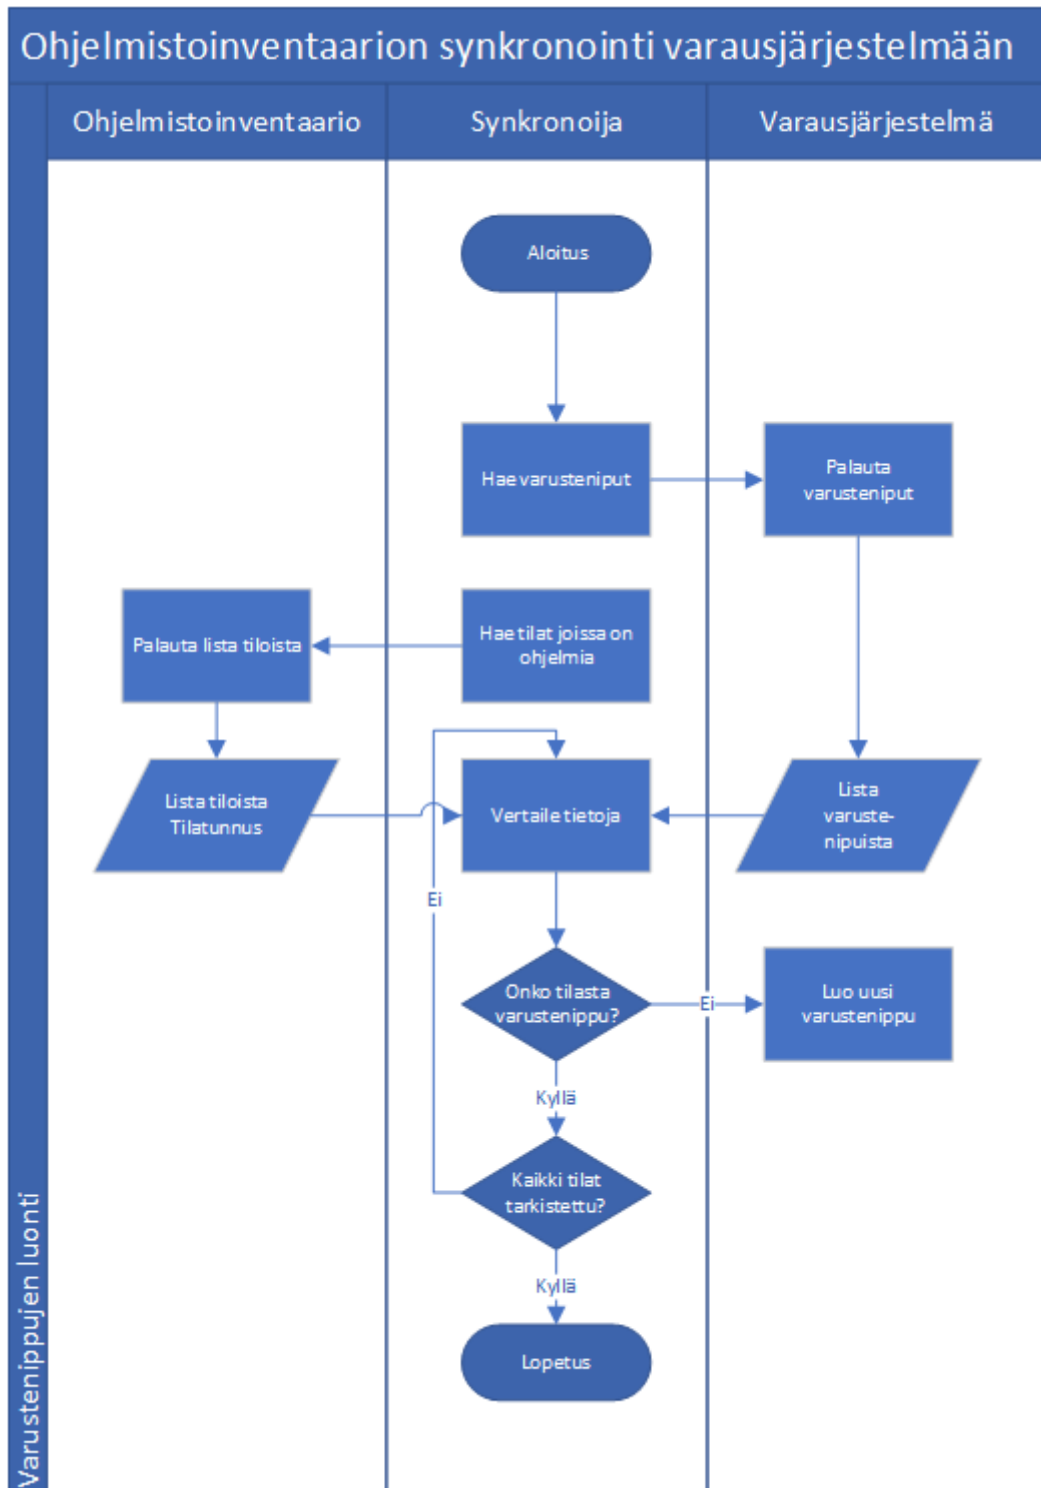 Ohjelmistoinventaarion synkronointi varausjärjestelmään
Ohjelmistoinventaario
Synkronoija
Varausjärjestelmä
Aloitus
Hae varusteniput
Palauta
varusteniput
Palauta lista tiloista
Hae tilat joissa on
ohjelmia
Lista tiloista
Tilatunnus
Vertaile tietoja
Lista
varuste-
nipuista
Ei
Onko tilasta
varustenippu?
Ei
Luo uusi
varustenippu
Kyllä
Kaikki tilat
tarkistettu?
Kyllä
Lopetus
Varustenippujen luonti